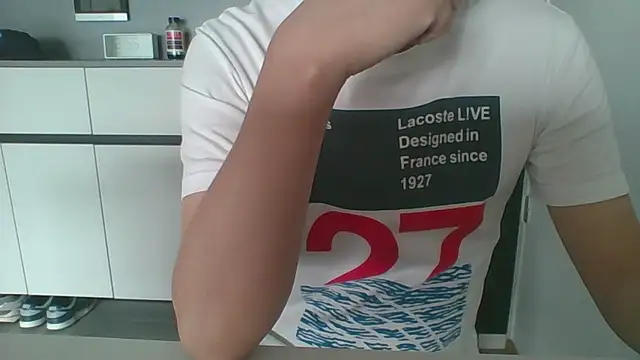 Lacoste LIVE
Designed in
France since
1927
27